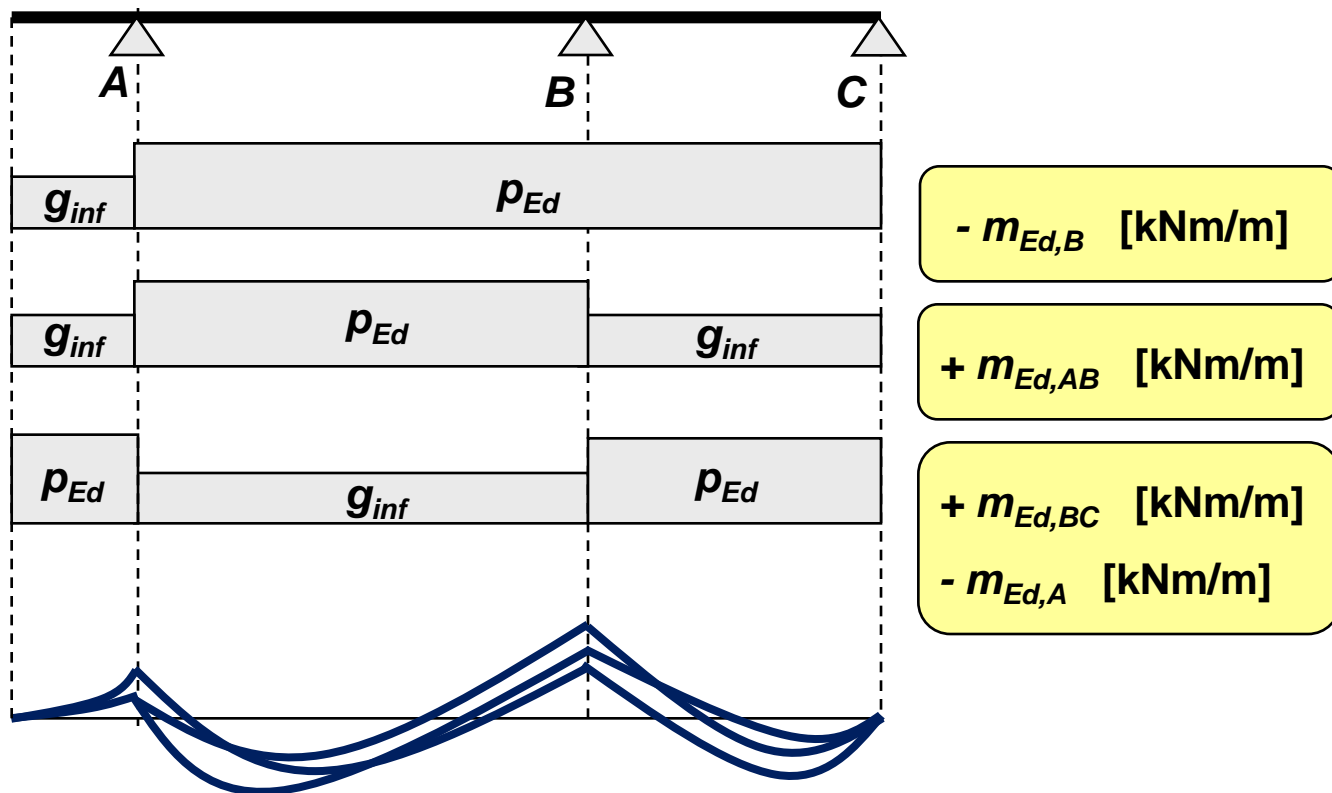 A B C
g_inf p_Ed
- m_Ed,B [kNm/m]
g_inf p_Ed g_inf
+ m_Ed,AB [kNm/m]
p_Ed g_inf p_Ed
+ m_Ed,BC [kNm/m]
- m_Ed,A [kNm/m]